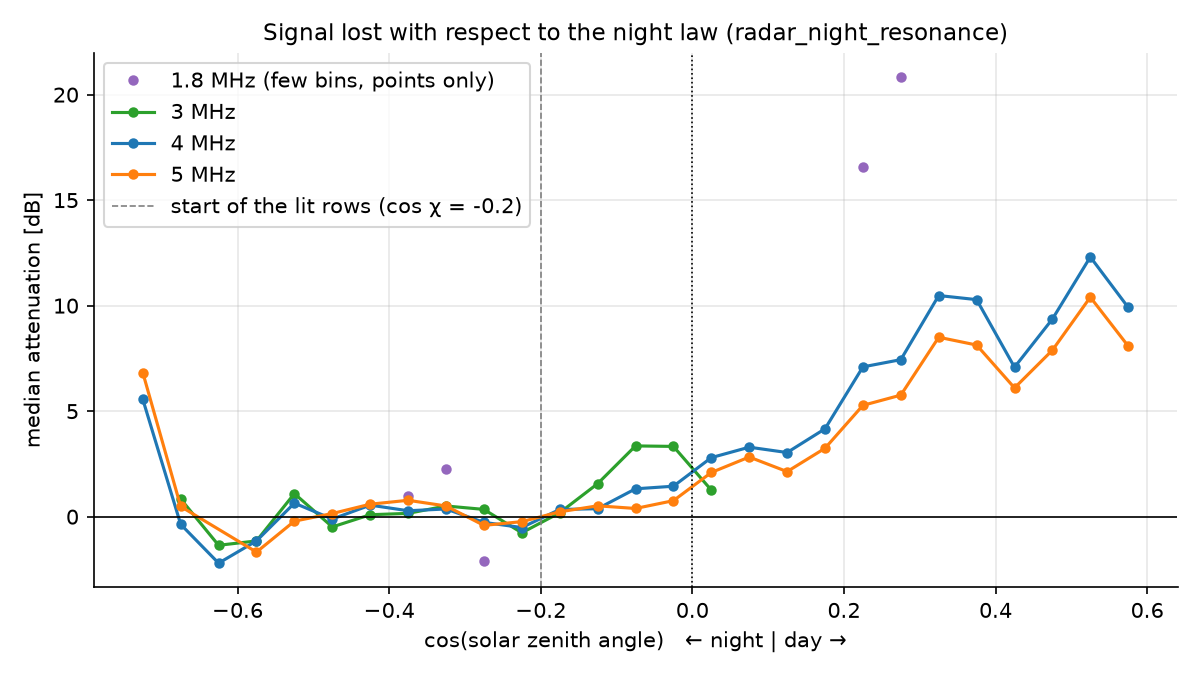 Signal lost with respect to the night law (radar_night_resonance)
1.8 MHz (few bins, points only)
3 MHz
4 MHz
5 MHz
start of the lit rows (cos χ = -0.2)
median attenuation [dB]
20
15
10
5
0
−0.6
−0.4
−0.2
0.0
0.2
0.4
0.6
cos(solar zenith angle)   ← night | day →